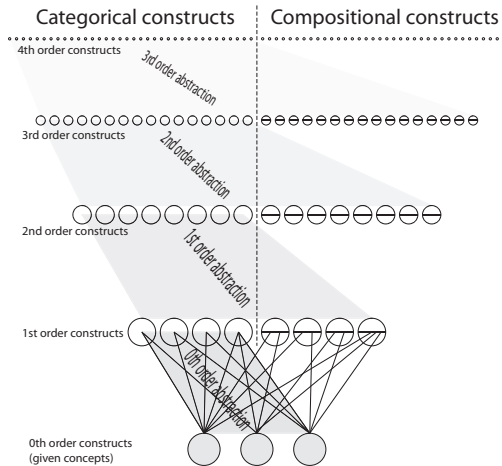 Categorical constructs
Compositional constructs
4th order constructs
3rd order abstraction
3rd order constructs
2nd order abstraction
2nd order constructs
1st order abstraction
1st order constructs
0th order abstraction
0th order constructs
(given concepts)